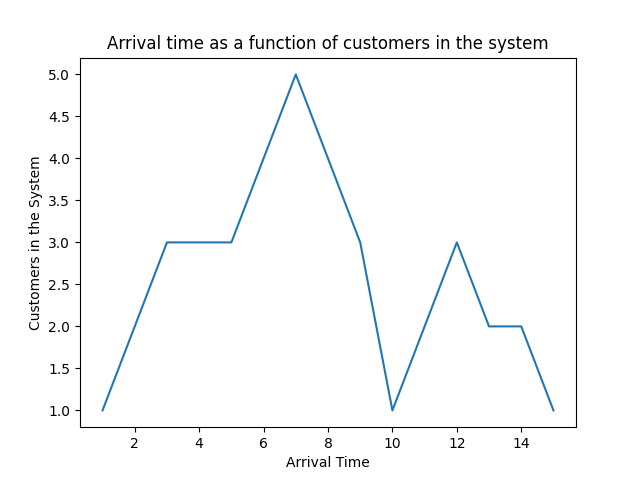 Arrival time as a function of customers in the system
Customers in the System
5.0
4.5
4.0
3.5
3.0
2.5
2.0
1.5
1.0
2 4 6 8 10 12 14
Arrival Time